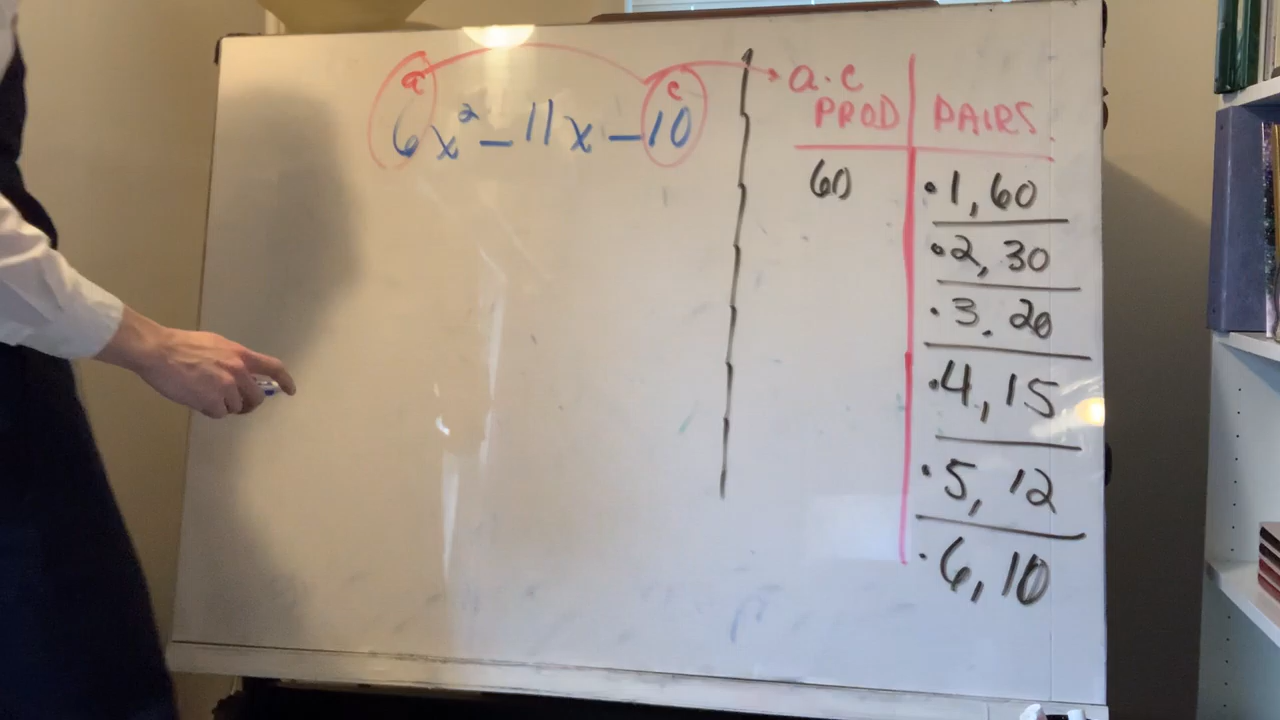 a c
6x² - 11x - 10
a·c
PROD PAIRS
60 ·1, 60
·2, 30
·3, 20
·4, 15
·5, 12
·6, 10